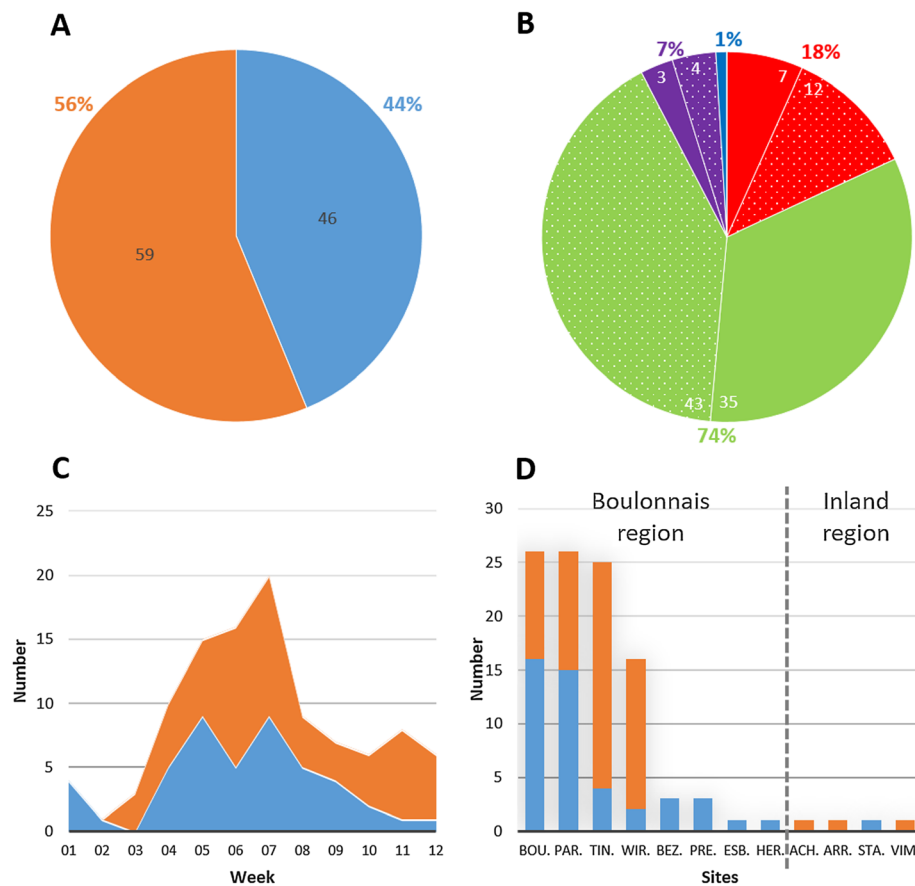 A
56%
44%
46
59
B
7%
1%
18%
3
4
7
12
43
35
74%
C
25
20
15
10
5
0
Number
01 02 03 04 05 06 07 08 09 10 11 12
Week
D
Boulonnais
region
Inland
region
30
25
20
15
10
5
0
Number
BOU. PAR. TIN. WIR. BEZ. PRE. ESB. HER. ACH. ARR. STA. VIM
Sites